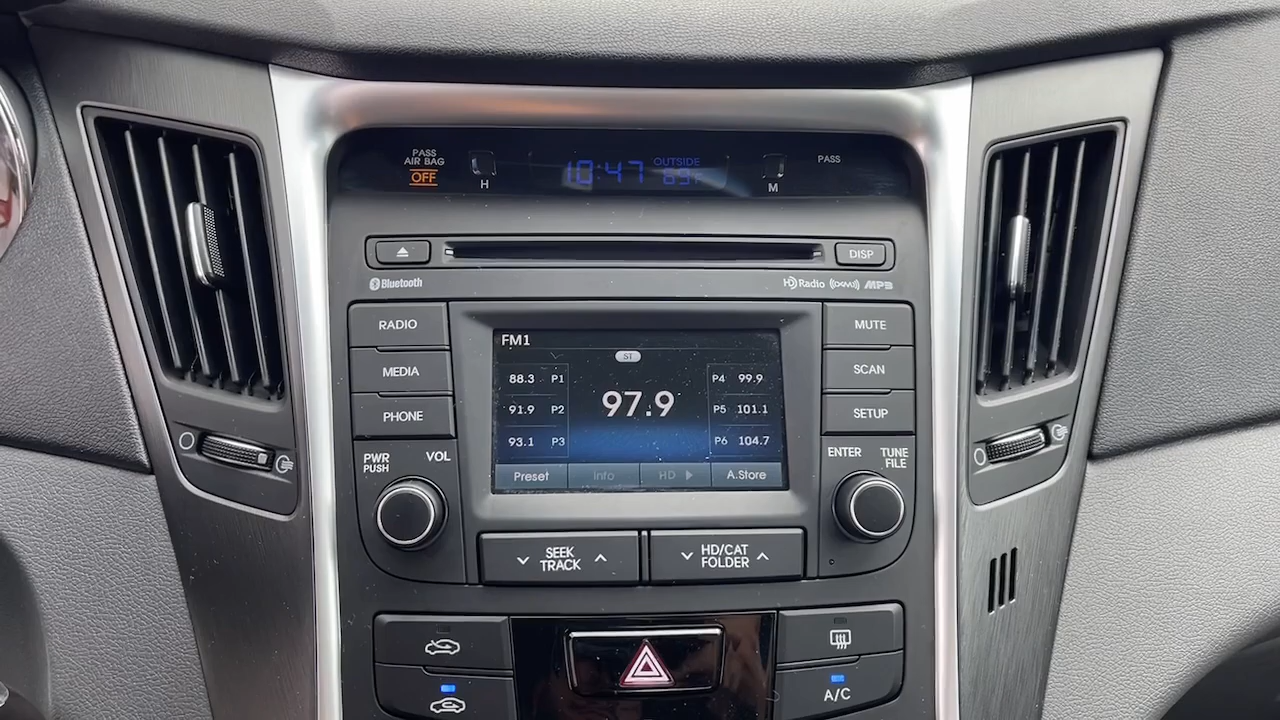 PASS
AIR BAG
OFF
H
10:47
OUTSIDE
69F
M
PASS
DISP
Bluetooth
HD Radio ((XM)) MP3
RADIO
MEDIA
PHONE
PWR
PUSH
VOL
FM1
ST
88.3 P1
91.9 P2
93.1 P3
97.9
P4 99.9
P5 101.1
P6 104.7
Preset
Info
HD
A.Store
MUTE
SCAN
SETUP
ENTER
TUNE
FILE
SEEK
TRACK
HD/CAT
FOLDER
A/C